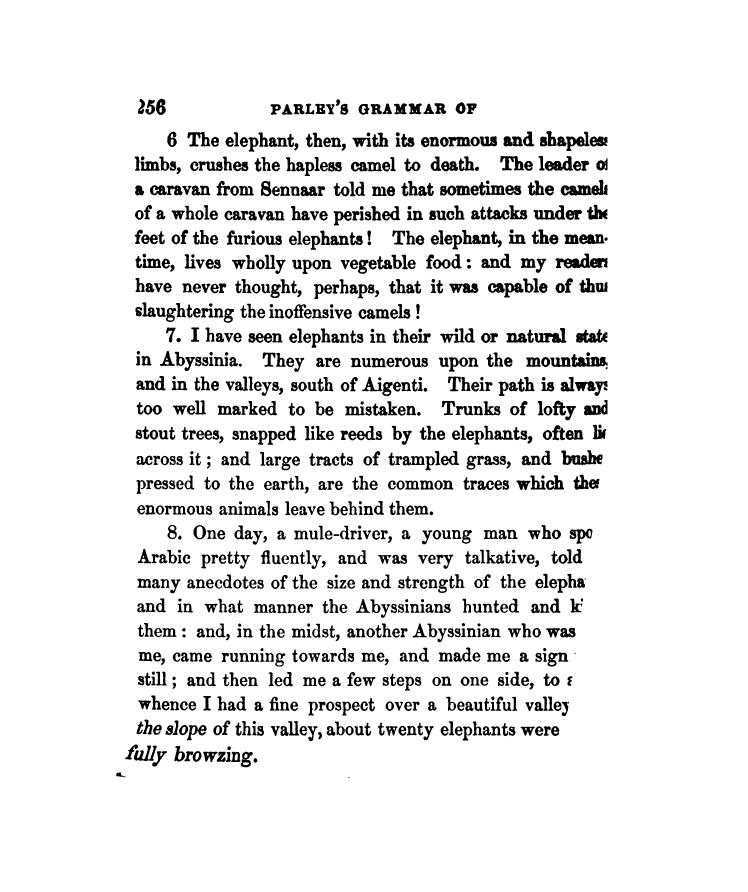 256 PARLEY'S GRAMMAR OF
6 The elephant, then, with its enormous and shapeless
limbs, crushes the hapless camel to death. The leader of
a caravan from Sennaar told me that sometimes the camels
of a whole caravan have perished in such attacks under the
feet of the furious elephants! The elephant, in the mean-
time, lives wholly upon vegetable food: and my readers
have never thought, perhaps, that it was capable of thus
slaughtering the inoffensive camels!
7. I have seen elephants in their wild or natural state
in Abyssinia. They are numerous upon the mountains,
and in the valleys, south of Aigenti. Their path is always
too well marked to be mistaken. Trunks of lofty and
stout trees, snapped like reeds by the elephants, often lie
across it; and large tracts of trampled grass, and bushe
pressed to the earth, are the common traces which thes
enormous animals leave behind them.
8. One day, a mule-driver, a young man who spo
Arabic pretty fluently, and was very talkative, told
many anecdotes of the size and strength of the elepha
and in what manner the Abyssinians hunted and k
them: and, in the midst, another Abyssinian who was
me, came running towards me, and made me a sign
still; and then led me a few steps on one side, to
whence I had a fine prospect over a beautiful valley
the slope of this valley, about twenty elephants were
fully browzing.